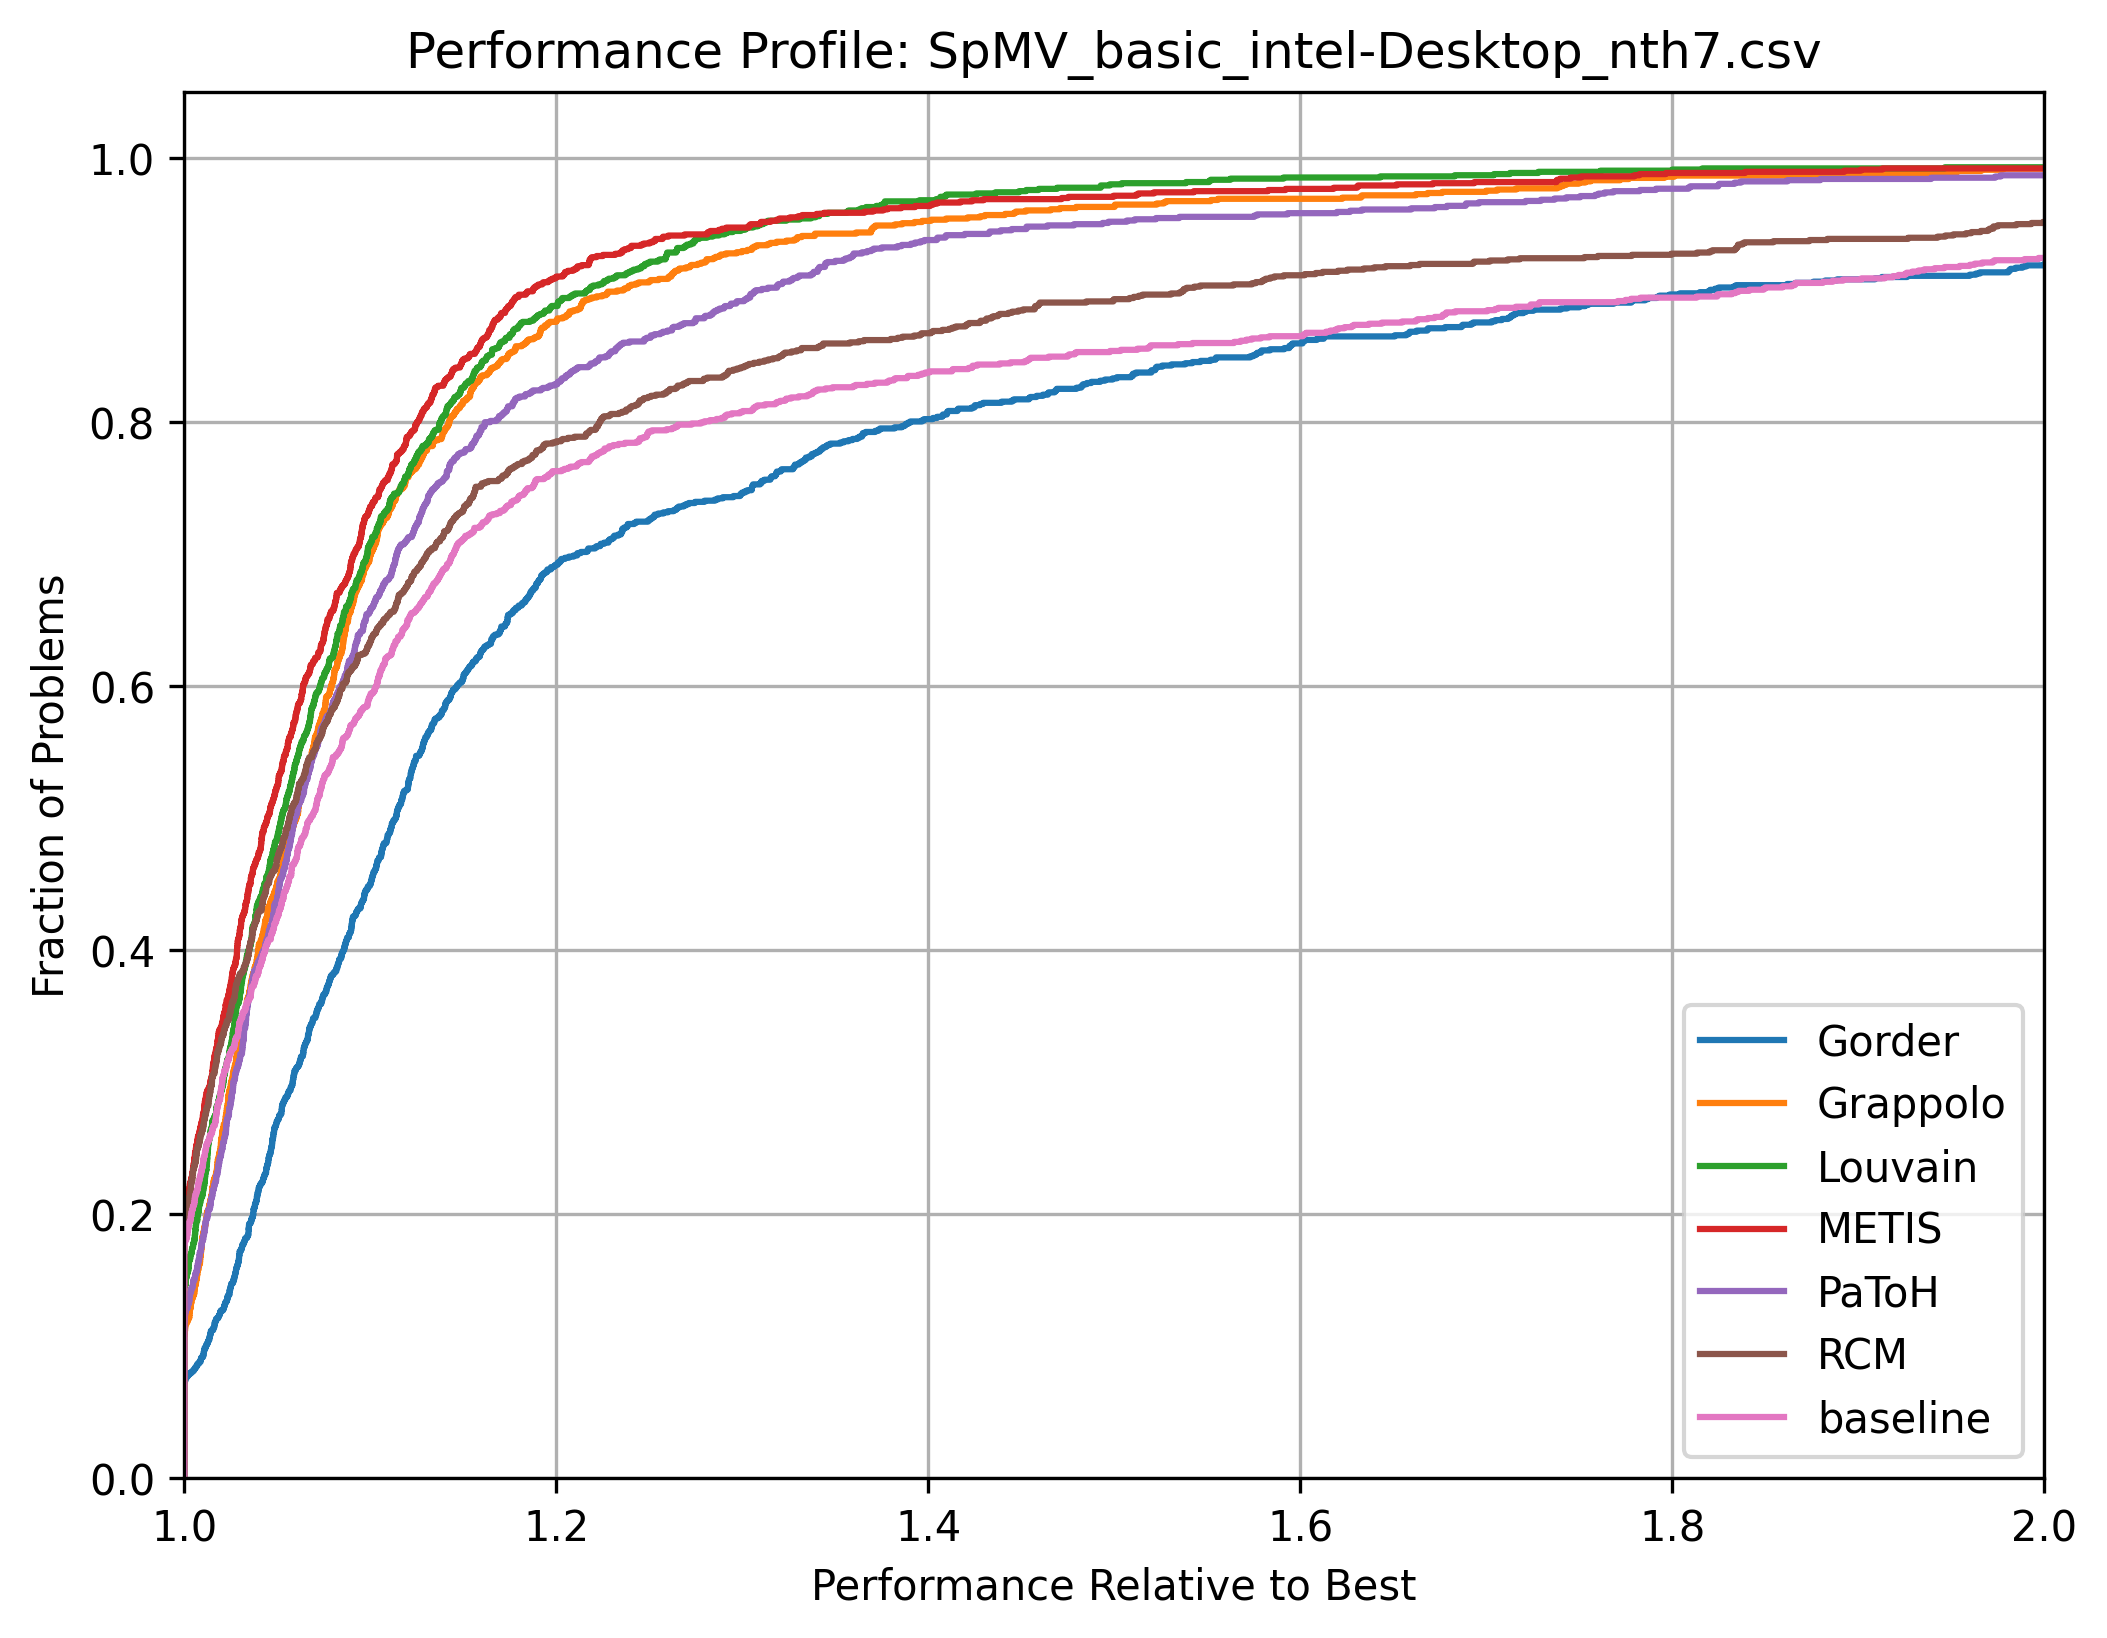 Performance Profile: SpMV_basic_intel-Desktop_nth7.csv
Fraction of Problems
1.0
0.8
0.6
0.4
0.2
0.0
1.0 1.2 1.4 1.6 1.8 2.0
Performance Relative to Best
Gorder
Grappolo
Louvain
METIS
PaToH
RCM
baseline